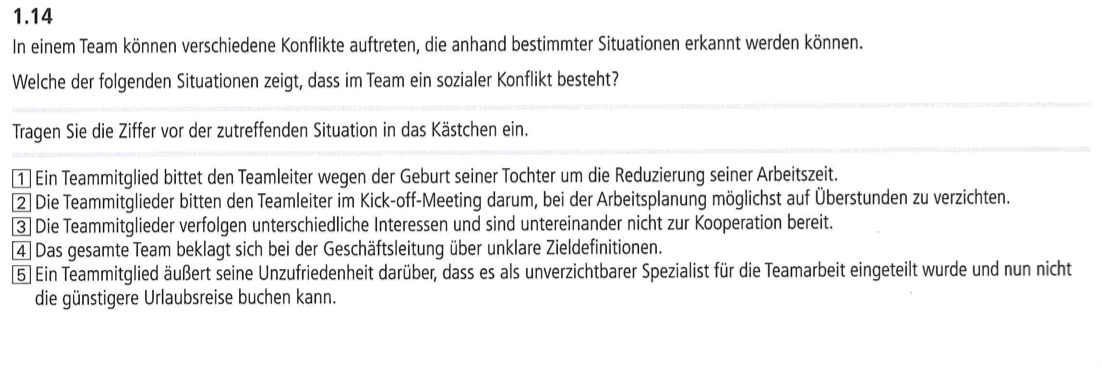 1.14
In einem Team können verschiedene Konflikte auftreten, die anhand bestimmter Situationen erkannt werden können.
Welche der folgenden Situationen zeigt, dass im Team ein sozialer Konflikt besteht?
Tragen Sie die Ziffer vor der zutreffenden Situation in das Kästchen ein.
1 Ein Teammitglied bittet den Teamleiter wegen der Geburt seiner Tochter um die Reduzierung seiner Arbeitszeit.
2 Die Teammitglieder bitten den Teamleiter im Kick-off-Meeting darum, bei der Arbeitsplanung möglichst auf Überstunden zu verzichten.
3 Die Teammitglieder verfolgen unterschiedliche Interessen und sind untereinander nicht zur Kooperation bereit.
4 Das gesamte Team beklagt sich bei der Geschäftsleitung über unklare Zieldefinitionen.
5 Ein Teammitglied äußert seine Unzufriedenheit darüber, dass es als unverzichtbarer Spezialist für die Teamarbeit eingeteilt wurde und nun nicht
die günstigere Urlaubsreise buchen kann.